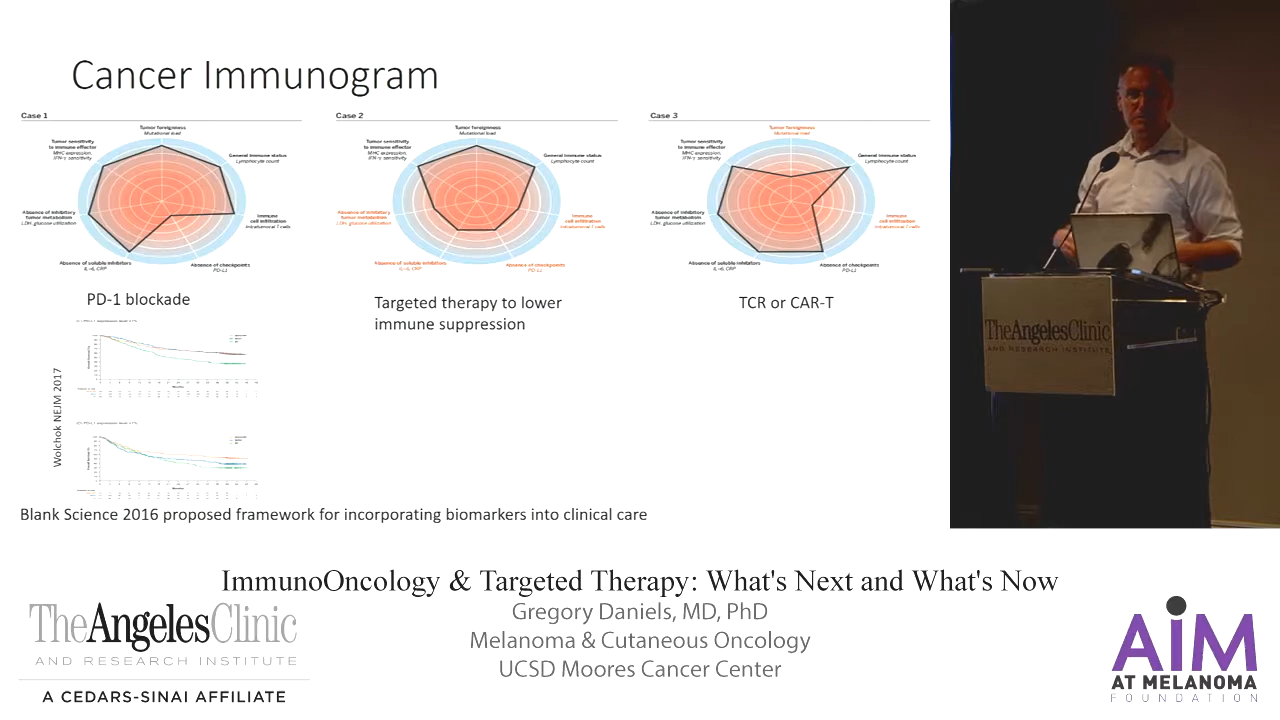 Cancer Immunogram
Case 1
Tumor foreignness
Mutational load
General immune status
Lymphocyte count
Immune
cell infiltration
Intratumoral T cells
Absence of checkpoints
PD-L1
Absence of soluble inhibitors
IL-6, CRP
Absence of inhibitory
tumor metabolism
LDH, glucose utilization
Tumor sensitivity
to immune effector
MHC expression,
IFN-γ sensitivity
PD-1 blockade
Case 2
Tumor foreignness
Mutational load
General immune status
Lymphocyte count
Immune
cell infiltration
Intratumoral T cells
Absence of checkpoints
PD-L1
Absence of soluble inhibitors
IL-6, CRP
Absence of inhibitory
tumor metabolism
LDH, glucose utilization
Tumor sensitivity
to immune effector
MHC expression,
IFN-γ sensitivity
Targeted therapy to lower
immune suppression
Case 3
Tumor foreignness
Mutational load
General immune status
Lymphocyte count
Immune
cell infiltration
Intratumoral T cells
Absence of checkpoints
PD-L1
Absence of soluble inhibitors
IL-6, CRP
Absence of inhibitory
tumor metabolism
LDH, glucose utilization
Tumor sensitivity
to immune effector
MHC expression,
IFN-γ sensitivity
TCR or CAR-T
Wolchok NEJM 2017
Blank Science 2016 proposed framework for incorporating biomarkers into clinical care
TheAngelesClinic
AND RESEARCH INSTITUTE
ImmunoOncology & Targeted Therapy: What's Next and What's Now
Gregory Daniels, MD, PhD
Melanoma & Cutaneous Oncology
UCSD Moores Cancer Center
TheAngelesClinic
AND RESEARCH INSTITUTE
A CEDARS-SINAI AFFILIATE
AiM
AT MELANOMA
FOUNDATION